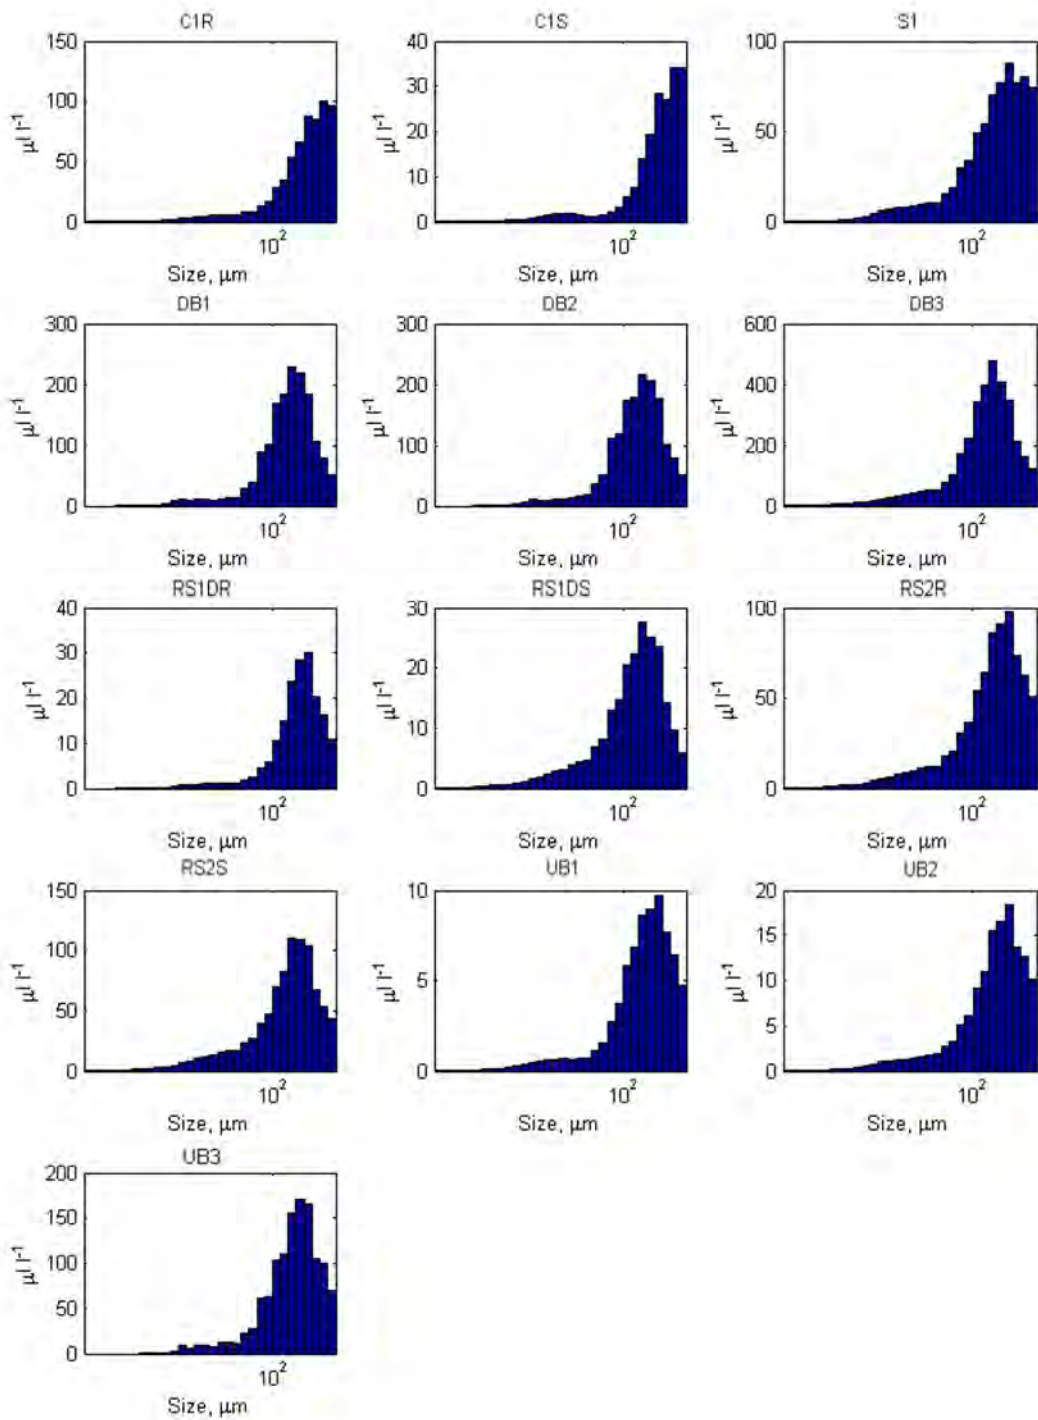 C1R C1S S1
150 40 100
100 30
50 20 50
10
0 0 0
µl l⁻¹ µl l⁻¹ µl l⁻¹
10² 10² 10²
Size, µm Size, µm Size, µm
DB1 DB2 DB3
300 300 600
200 200 400
100 100 200
0 0 0
µl l⁻¹ µl l⁻¹ µl l⁻¹
10² 10² 10²
Size, µm Size, µm Size, µm
RS1DR RS1DS RS2R
40 30 100
30 20
20 50
10 10
0 0 0
µl l⁻¹ µl l⁻¹ µl l⁻¹
10² 10² 10²
Size, µm Size, µm Size, µm
RS2S UB1 UB2
150 10 20
100 15
50 5 10
5
0 0 0
µl l⁻¹ µl l⁻¹ µl l⁻¹
10² 10² 10²
Size, µm Size, µm Size, µm
UB3
200
150
100
50
0
µl l⁻¹
10²
Size, µm